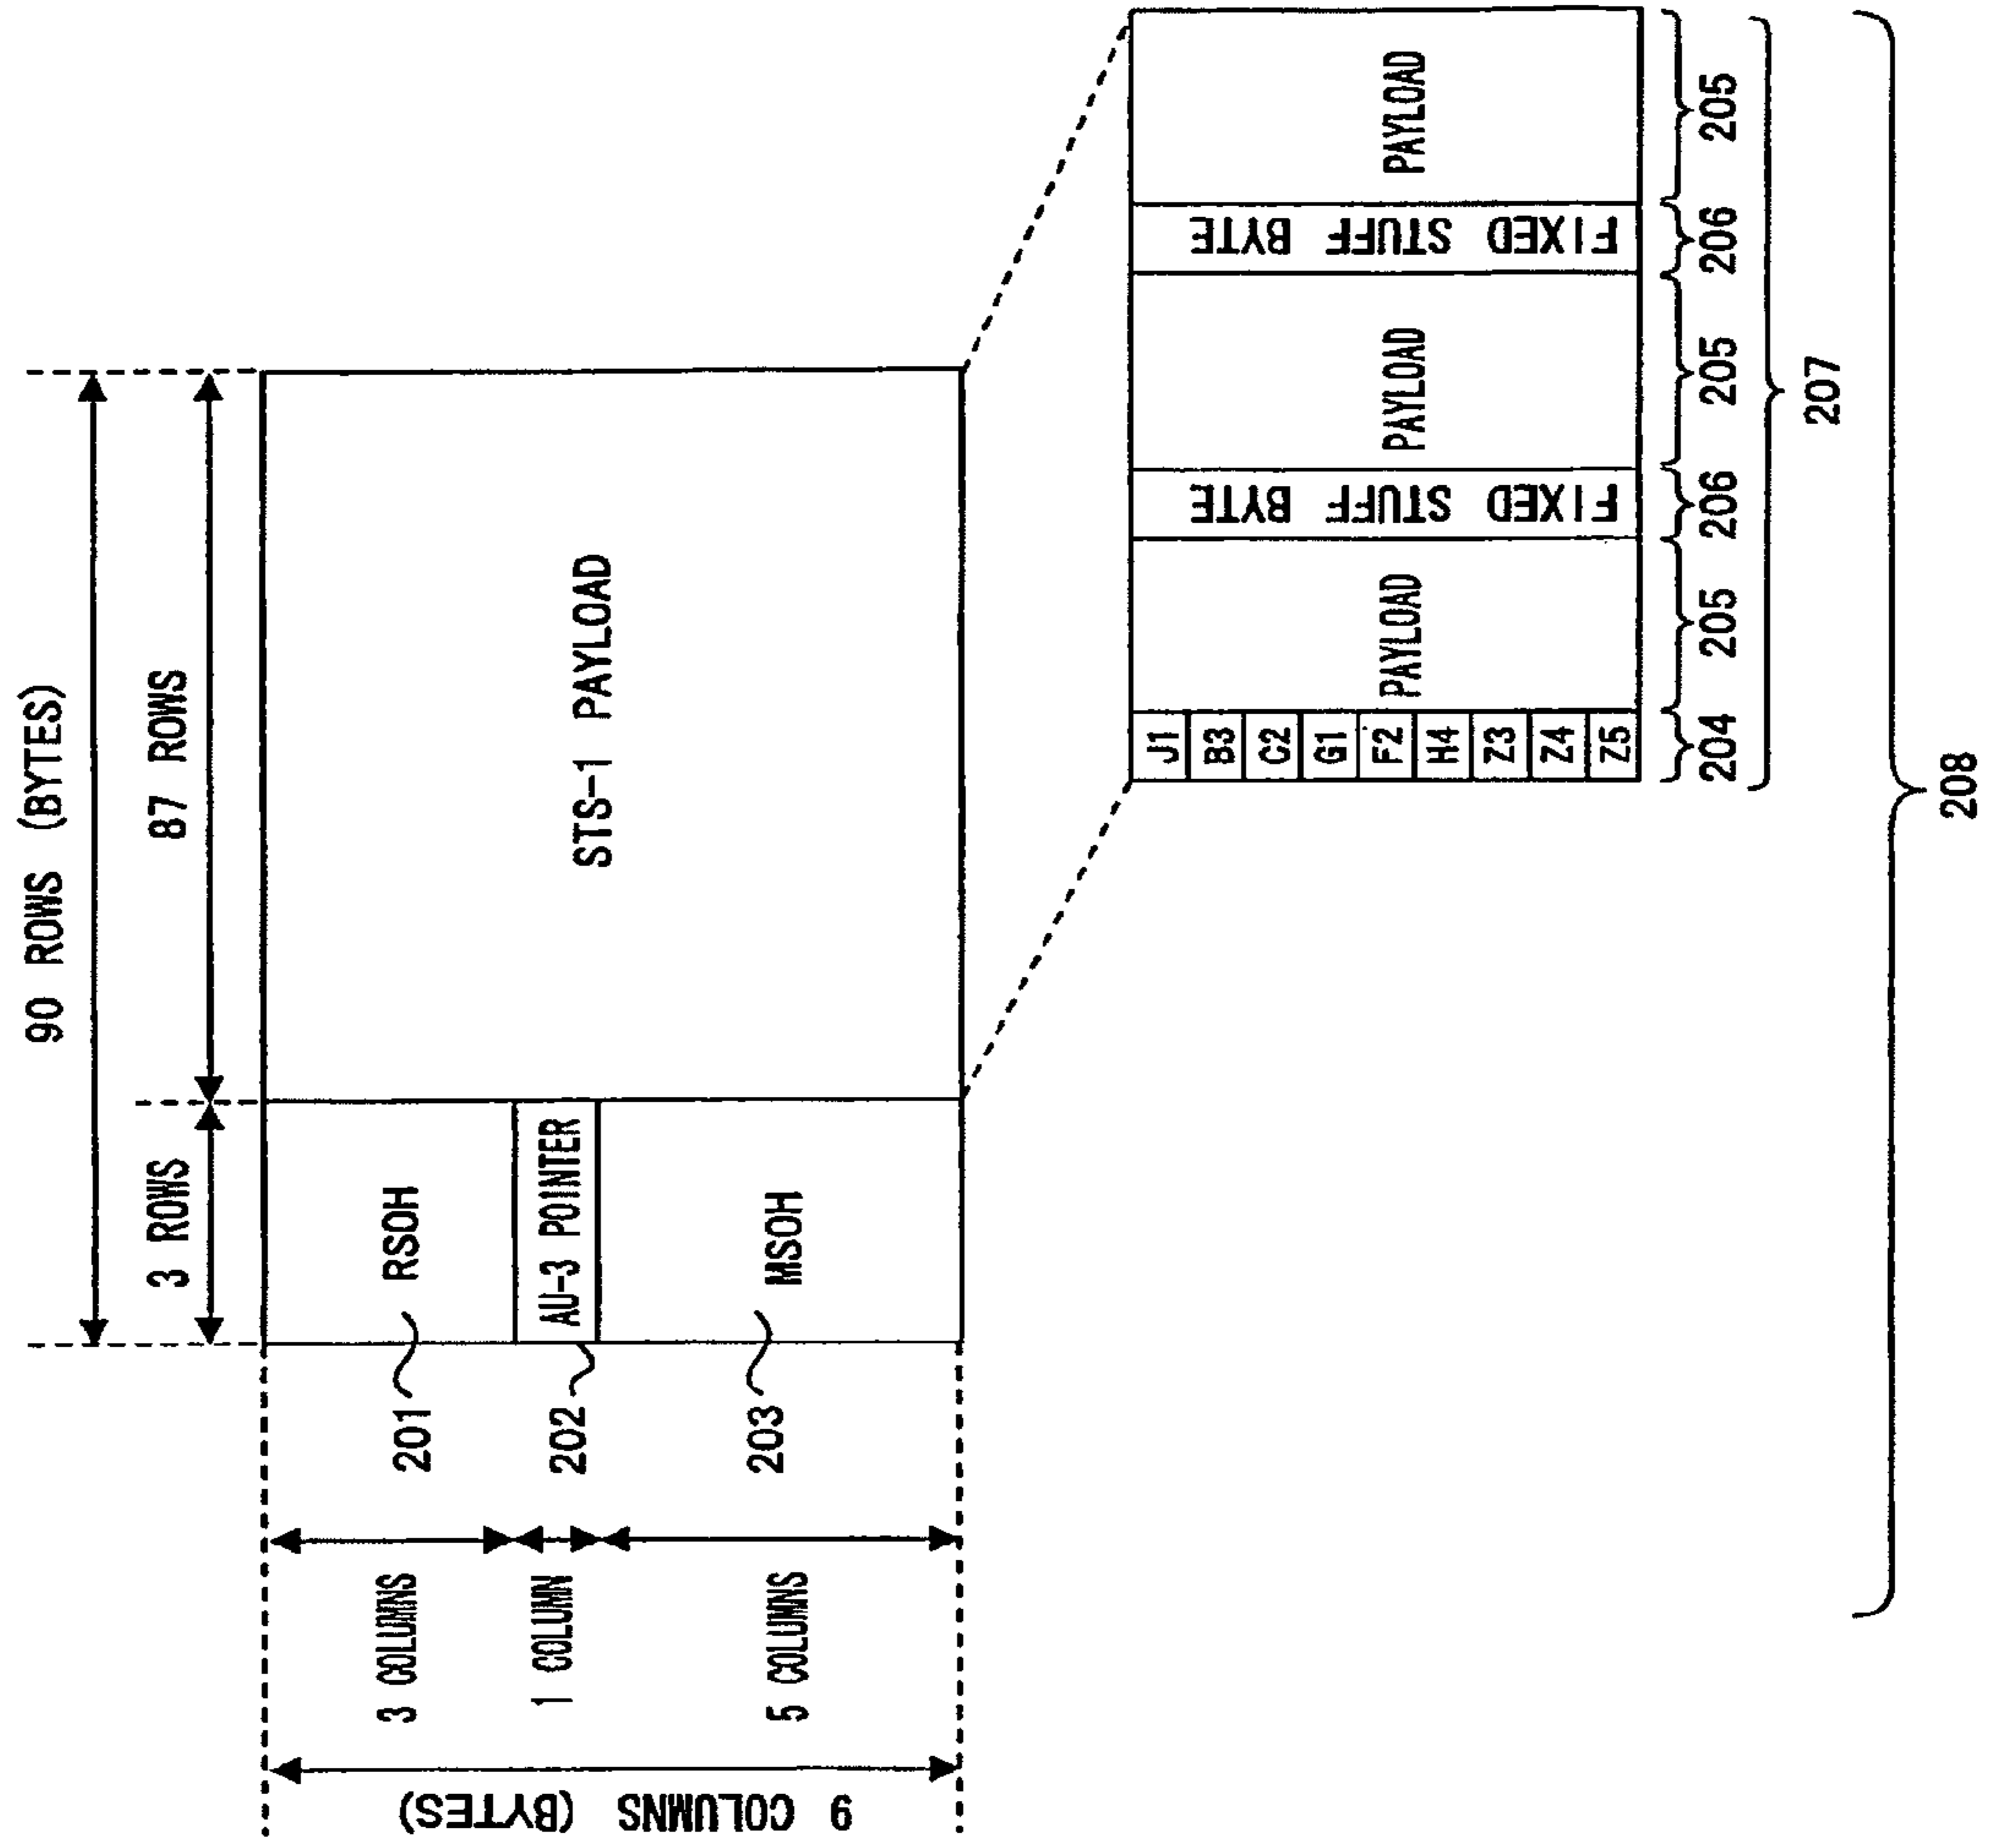 90 ROWS (BYTES)
3 ROWS
87 ROWS
9 COLUMNS (BYTES)
3 COLUMNS
201
RSOH
1 COLUMN
202
AU-3 POINTER
5 COLUMNS
203
MSOH
STS-1 PAYLOAD
J1
B3
C2
G1
F2
H4
Z3
Z4
Z5
PAYLOAD
FIXED STUFF BYTE
PAYLOAD
FIXED STUFF BYTE
PAYLOAD
204
205
206
205
206
205
207
208